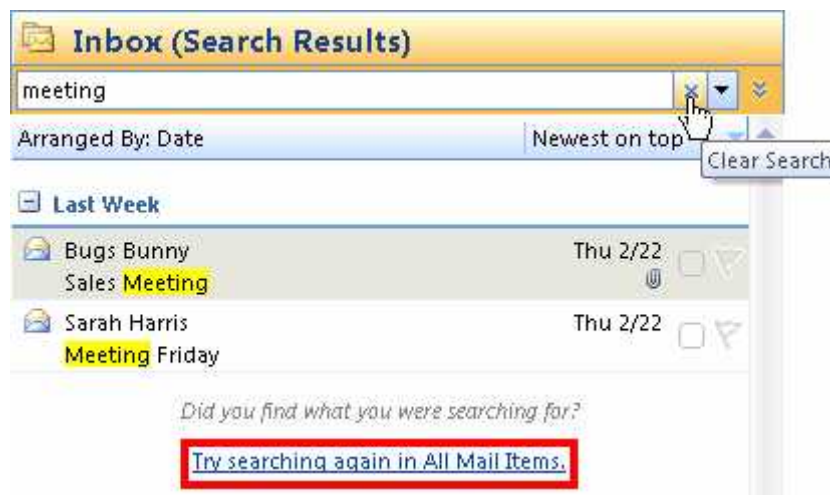 Inbox (Search Results)
meeting
Arranged By: Date Newest on top
Clear Search
Last Week
Bugs Bunny Thu 2/22
Sales Meeting
Sarah Harris Thu 2/22
Meeting Friday
Did you find what you were searching for?
Try searching again in All Mail Items.